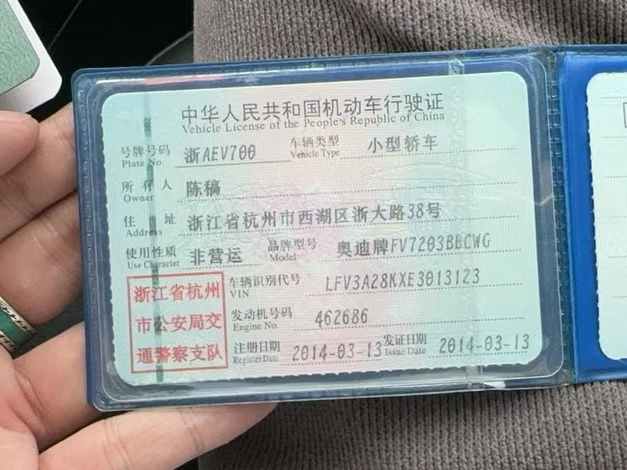 中华人民共和国机动车行驶证
Vehicle License of the People's Republic of China
号牌号码 浙AEV700 车辆类型 小型轿车
Plate No. Vehicle Type
所有人 陈稿
Owner
住址 浙江省杭州市西湖区浙大路38号
Address
使用性质 非营运 品牌型号 奥迪牌FV7203BECWG
Use Character Model
浙江省杭州
市公安局交
通警察支队
车辆识别代号 LFV3A28KXE3013123
VIN
发动机号码 462686
Engine No.
注册日期 2014-03-13 发证日期 2014-03-13
Register Date Issue Date